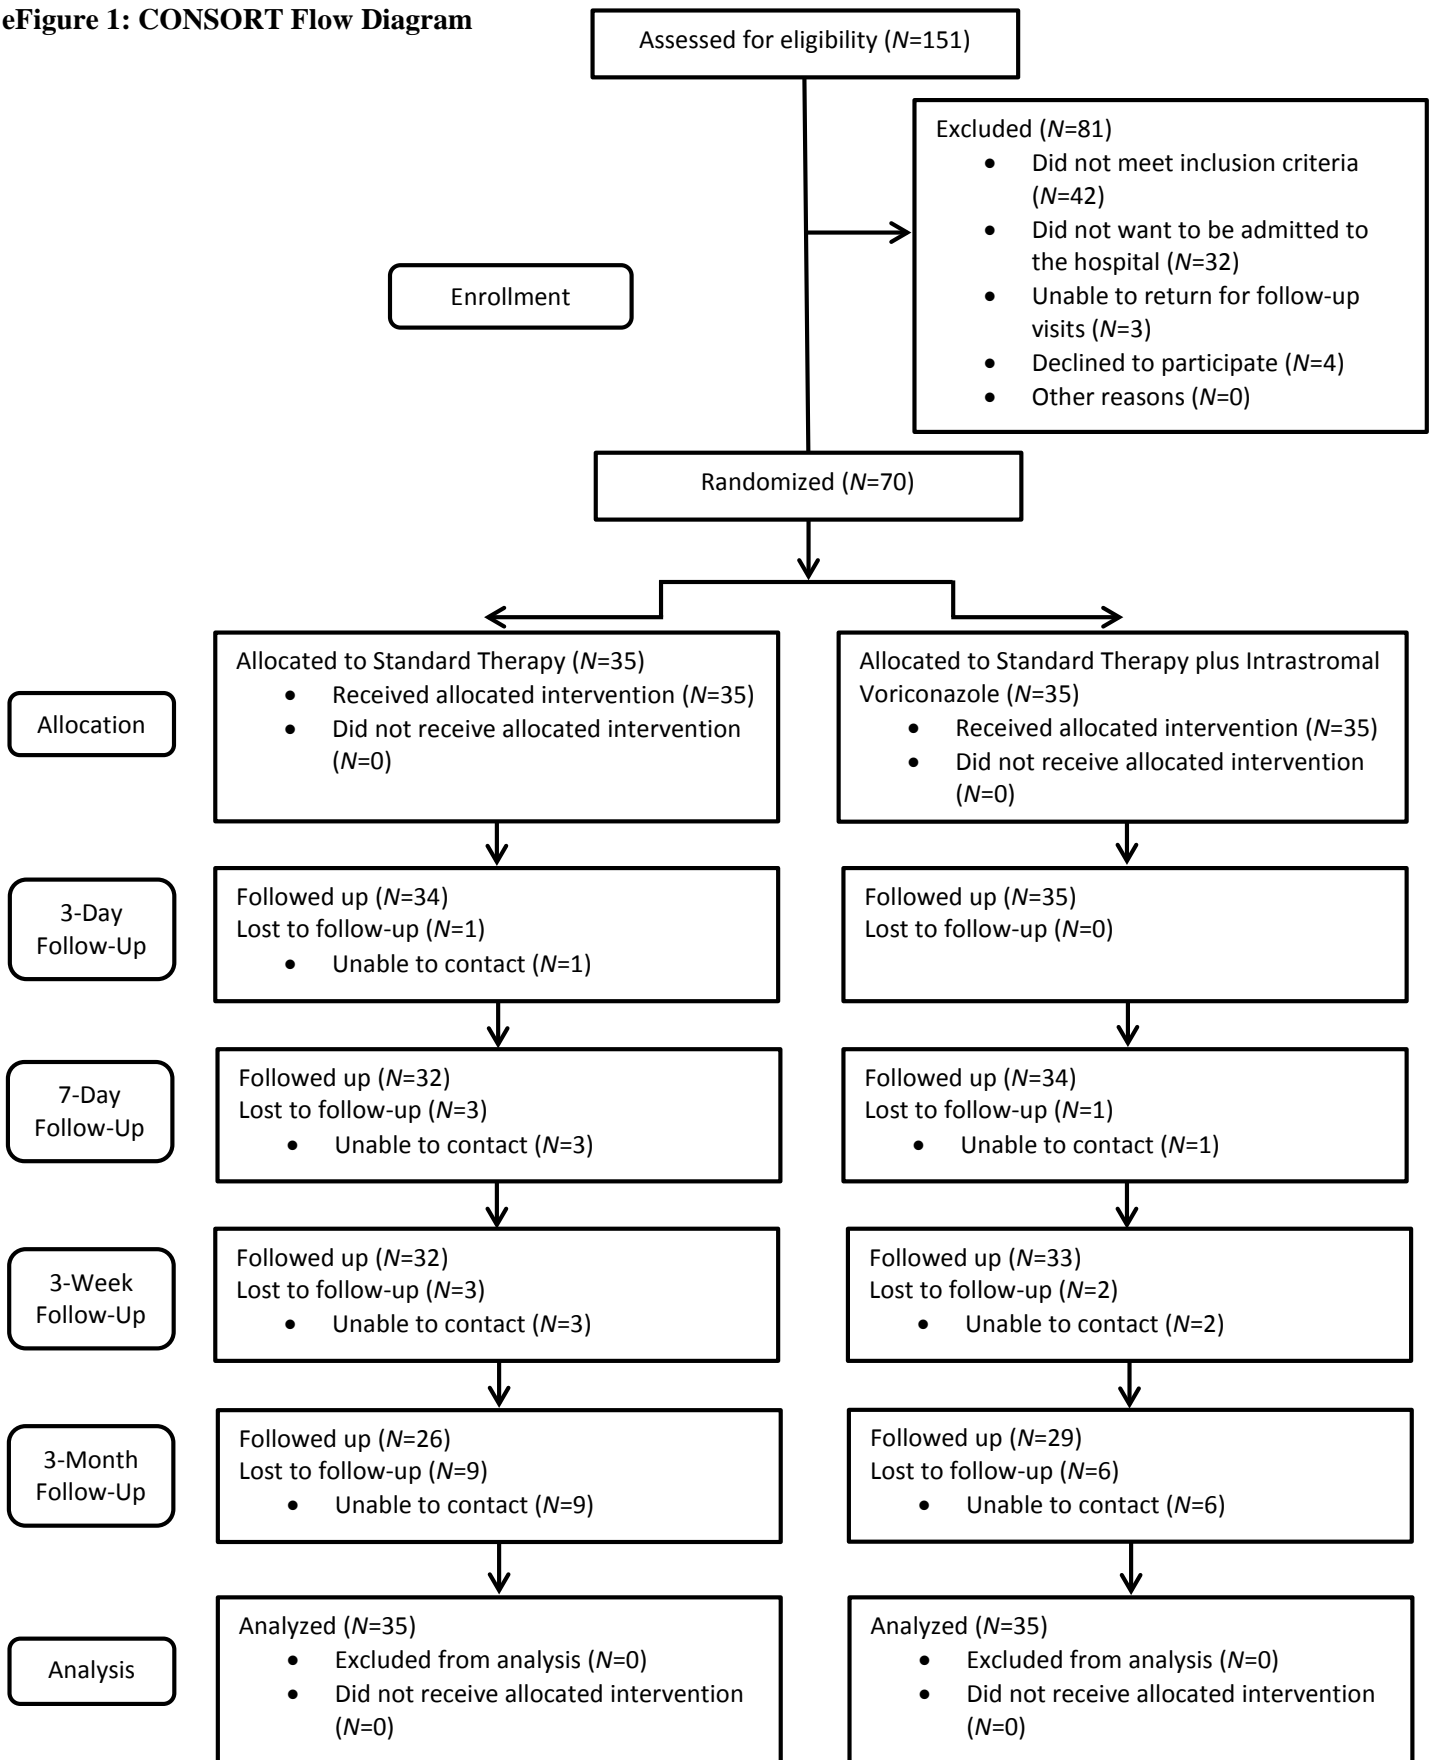 eFigure 1: CONSORT Flow Diagram
Assessed for eligibility (N=151)
Excluded (N=81)
• Did not meet inclusion criteria
(N=42)
• Did not want to be admitted to
the hospital (N=32)
• Unable to return for follow-up
visits (N=3)
• Declined to participate (N=4)
• Other reasons (N=0)
Enrollment
Randomized (N=70)
Allocation
Allocated to Standard Therapy (N=35)
• Received allocated intervention (N=35)
• Did not receive allocated intervention
(N=0)
Allocated to Standard Therapy plus Intrastromal
Voriconazole (N=35)
• Received allocated intervention (N=35)
• Did not receive allocated intervention
(N=0)
3-Day
Follow-Up
Followed up (N=34)
Lost to follow-up (N=1)
• Unable to contact (N=1)
Followed up (N=35)
Lost to follow-up (N=0)
7-Day
Follow-Up
Followed up (N=32)
Lost to follow-up (N=3)
• Unable to contact (N=3)
Followed up (N=34)
Lost to follow-up (N=1)
• Unable to contact (N=1)
3-Week
Follow-Up
Followed up (N=32)
Lost to follow-up (N=3)
• Unable to contact (N=3)
Followed up (N=33)
Lost to follow-up (N=2)
• Unable to contact (N=2)
3-Month
Follow-Up
Followed up (N=26)
Lost to follow-up (N=9)
• Unable to contact (N=9)
Followed up (N=29)
Lost to follow-up (N=6)
• Unable to contact (N=6)
Analysis
Analyzed (N=35)
• Excluded from analysis (N=0)
• Did not receive allocated intervention
(N=0)
Analyzed (N=35)
• Excluded from analysis (N=0)
• Did not receive allocated intervention
(N=0)